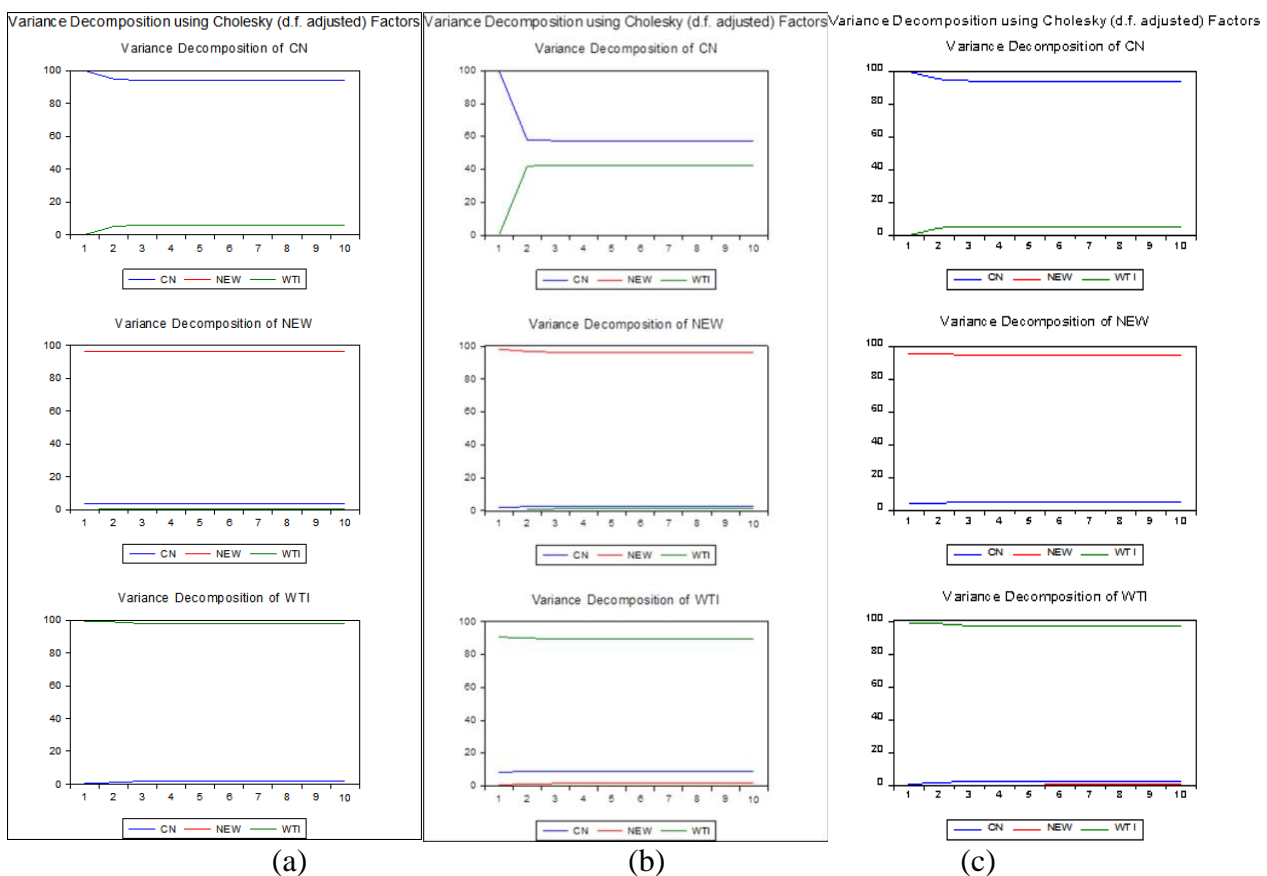 Variance Decomposition using Cholesky (d.f. adjusted) Factors
Variance Decomposition of CN
100
80
60
40
20
0
1 2 3 4 5 6 7 8 9 10
CN NEW WTI
Variance Decomposition of NEW
100
80
60
40
20
0
1 2 3 4 5 6 7 8 9 10
CN NEW WTI
Variance Decomposition of WTI
100
80
60
40
20
0
1 2 3 4 5 6 7 8 9 10
CN NEW WTI
(a)
Variance Decomposition using Cholesky (d.f. adjusted) Factors
Variance Decomposition of CN
100
80
60
40
20
0
1 2 3 4 5 6 7 8 9 10
CN NEW WTI
Variance Decomposition of NEW
100
80
60
40
20
0
1 2 3 4 5 6 7 8 9 10
CN NEW WTI
Variance Decomposition of WTI
100
80
60
40
20
0
1 2 3 4 5 6 7 8 9 10
CN NEW WTI
(b)
Variance Decomposition using Cholesky (d.f. adjusted) Factors
Variance Decomposition of CN
100
80
60
40
20
0
1 2 3 4 5 6 7 8 9 10
CN NEW WTI
Variance Decomposition of NEW
100
80
60
40
20
0
1 2 3 4 5 6 7 8 9 10
CN NEW WTI
Variance Decomposition of WTI
100
80
60
40
20
0
1 2 3 4 5 6 7 8 9 10
CN NEW WTI
(c)